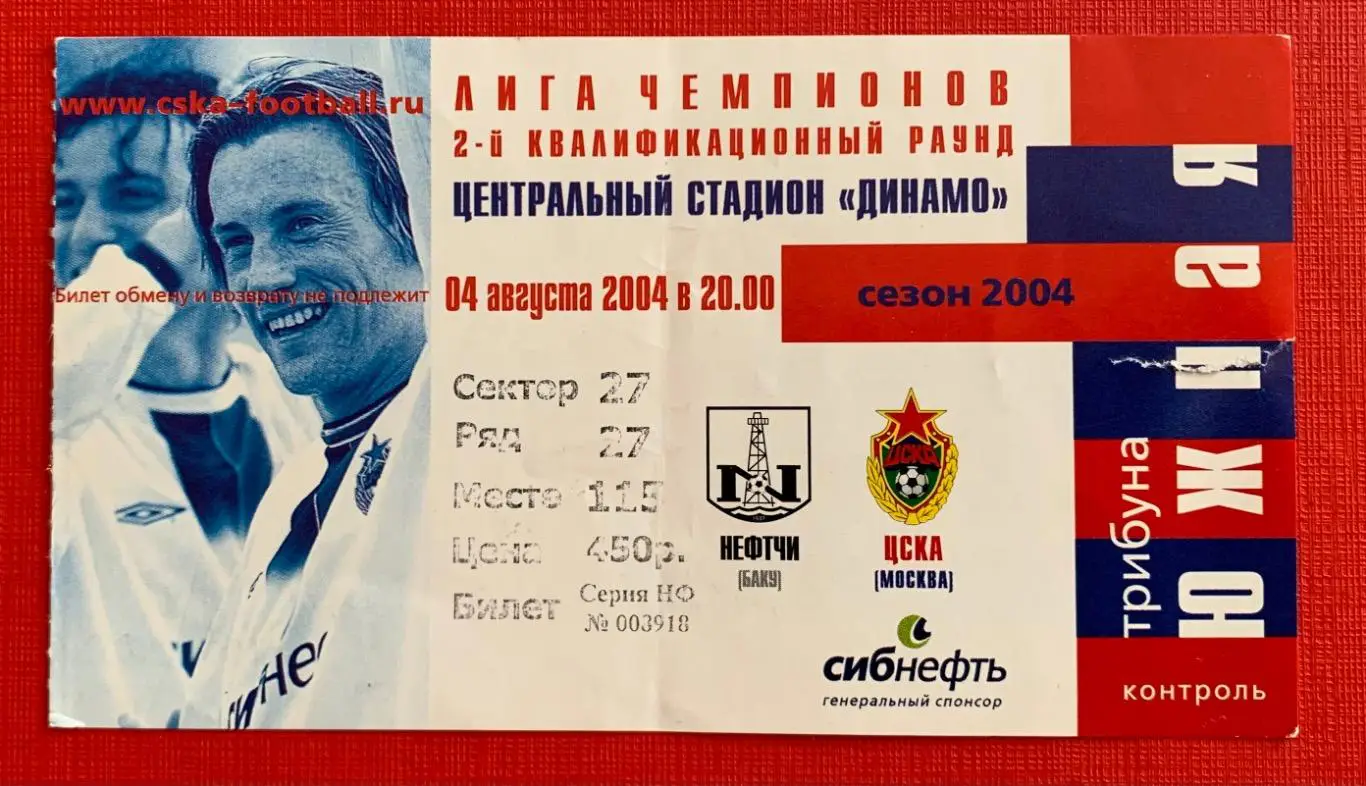 www.cska-football.ru
Билет обмену и возврату не подлежит
ЛИГА ЧЕМПИОНОВ
2-й КВАЛИФИКАЦИОННЫЙ РАУНД
ЦЕНТРАЛЬНЫЙ СТАДИОН «ДИНАМО»
04 августа 2004 в 20.00
сезон 2004
Сектор 27
Ряд 27
Место 115
Цена 450р.
Билет Серия НФ
№ 003918
N
НЕФТЧИ
(БАКУ)
ЦСКА
ЦСКА
(МОСКВА)
сибнефть
генеральный спонсор
трибуна
Южная
контроль